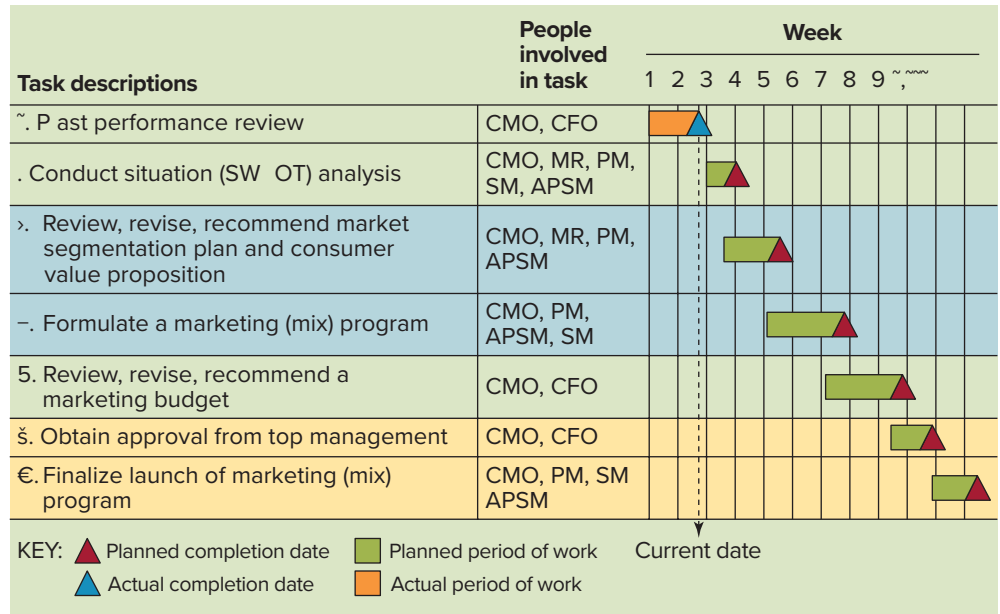 People
involved
in task
Week
Task descriptions
1 2 3 4 5 6 7 8 9 ˜,˜˜˜
˜. P ast performance review
CMO, CFO
. Conduct situation (SW OT) analysis
CMO, MR, PM,
SM, APSM
›. Review, revise, recommend market
segmentation plan and consumer
value proposition
CMO, MR, PM,
APSM
–. Formulate a marketing (mix) program
CMO, PM,
APSM, SM
5. Review, revise, recommend a
marketing budget
CMO, CFO
š. Obtain approval from top management
CMO, CFO
€. Finalize launch of marketing (mix)
program
CMO, PM, SM
APSM
KEY: Planned completion date Planned period of work Current date
Actual completion date Actual period of work